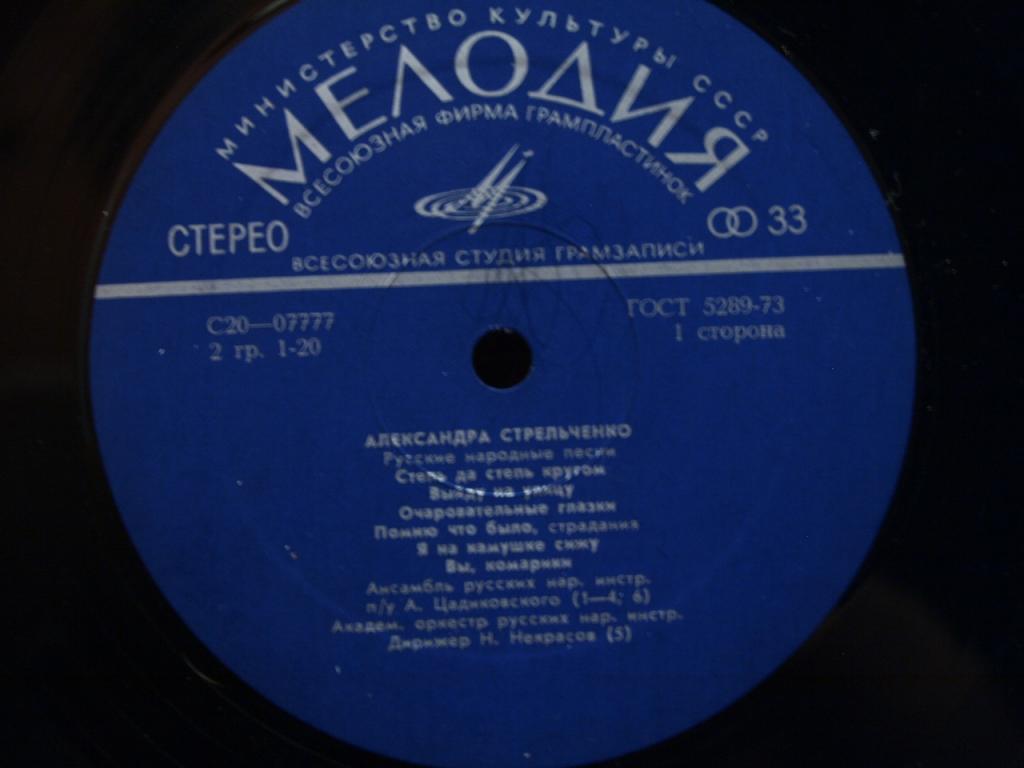 МИНИСТЕРСТВО КУЛЬТУРЫ СССР
МЕЛОДИЯ
ВСЕСОЮЗНАЯ ФИРМА ГРАМПЛАСТИНОК
СТЕРЕО
33
ВСЕСОЮЗНАЯ СТУДИЯ ГРАМЗАПИСИ
С20—07777
ГОСТ 5289-73
2 гр. 1-20
1 сторона
АЛЕКСАНДРА СТРЕЛЬЧЕНКО
Русские народные песни
Степь да степь кругом
Выйду на улицу
Очаровательные глазки
Помню что было, страдания
Я на камушке сижу
Вы, комарики
Ансамбль русских нар. инстр.
п/у А. Цадиковского (1—4; 6)
Академ. оркестр русских нар. инстр.
Дирижер Н. Некрасов (5)